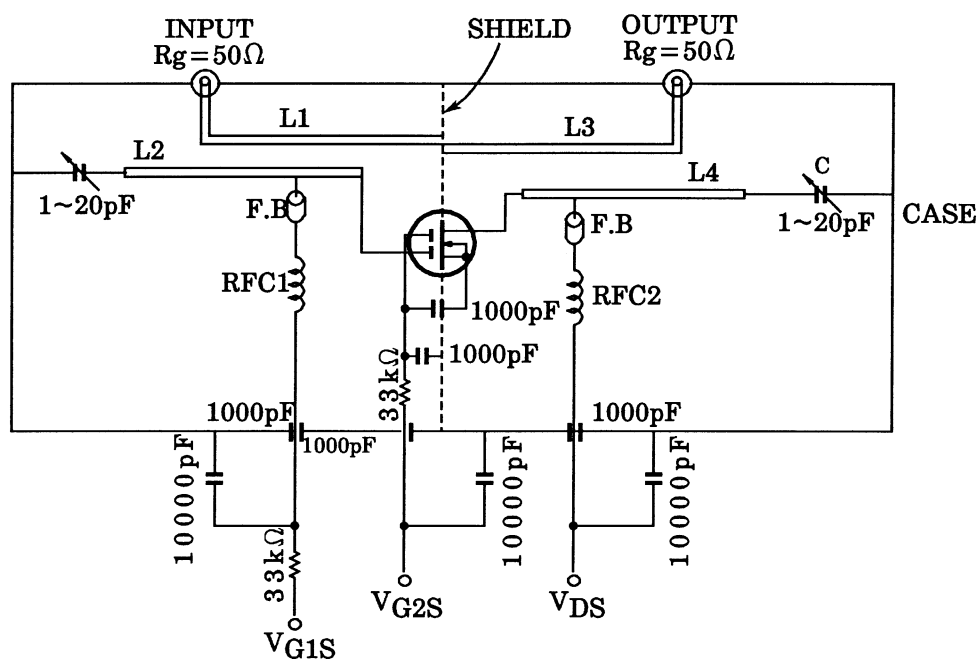 INPUT
Rg=50Ω
SHIELD
OUTPUT
Rg=50Ω
L1
L3
L2
L4
C
1~20pF
F.B
F.B
1~20pF
CASE
RFC1
RFC2
1000pF
1000pF
33kΩ
1000pF
1000pF
1000pF
10000pF
10000pF
10000pF
33kΩ
VG2S
VDS
VG1S